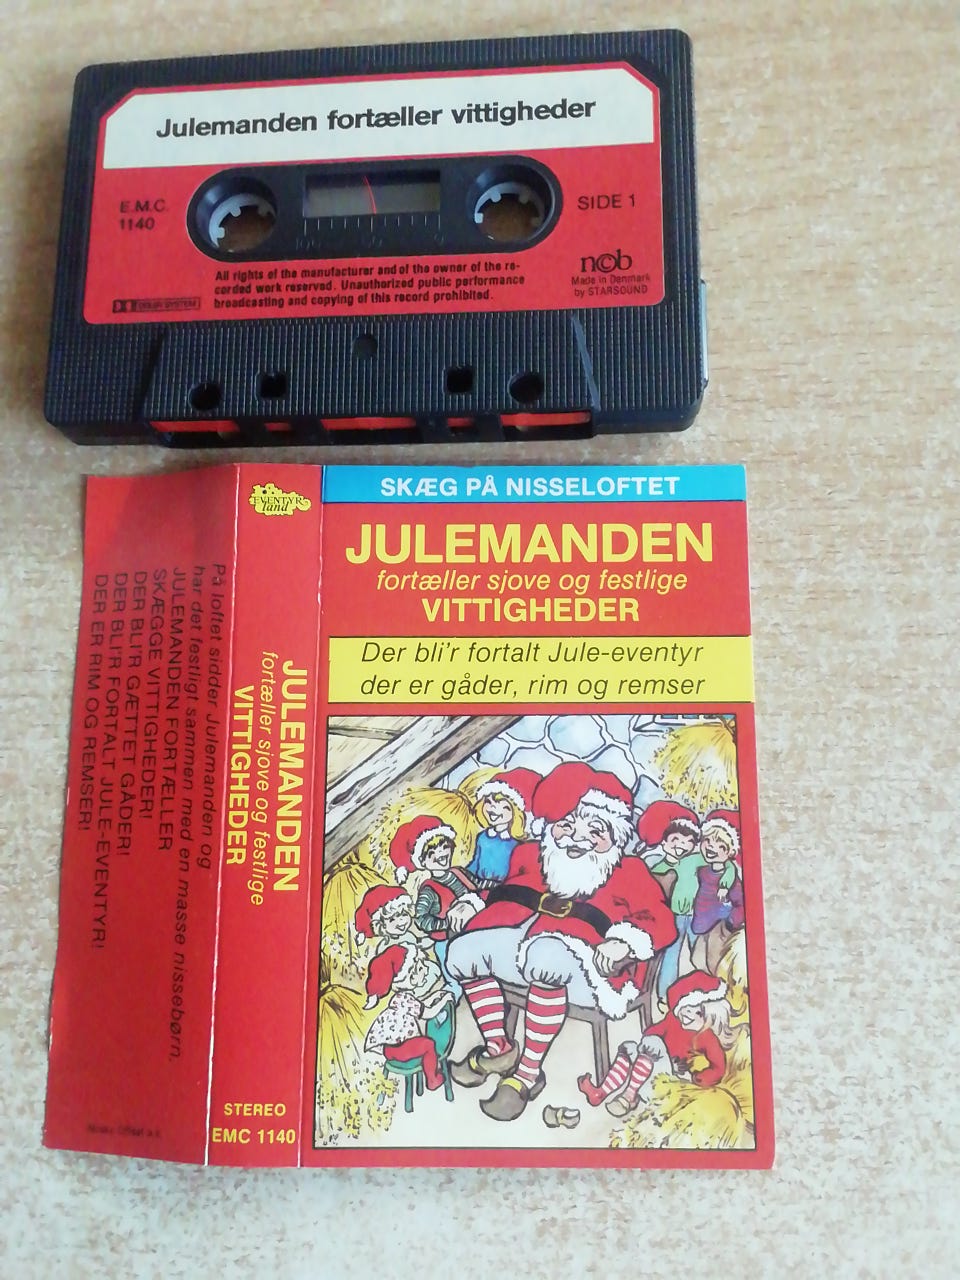 Julemanden fortæller vittigheder
E.M.C.
1140
SIDE 1
All rights of the manufacturer and of the owner of the re-
corded work reserved. Unauthorized public performance
broadcasting and copying of this record prohibited.
DOLBY SYSTEM
ncb
Made in Denmark
by STARSOUND
SKÆG PÅ NISSELOFTET
JULEMANDEN
fortæller sjove og festlige
VITTIGHEDER
Der bli'r fortalt Jule-eventyr
der er gåder, rim og remser
EVENTYR
land
JULEMANDEN
fortæller sjove og festlige
VITTIGHEDER
STEREO
EMC 1140
På loftet sidder Julemanden og
har det festligt sammen med en masse nissebørn.
JULEMANDEN FORTÆLLER
SKÆGGE VITTIGHEDER!
DER BLI'R GÆTTET GÅDER!
DER BLI'R FORTALT JULE-EVENTYR!
DER ER RIM OG REMSER!